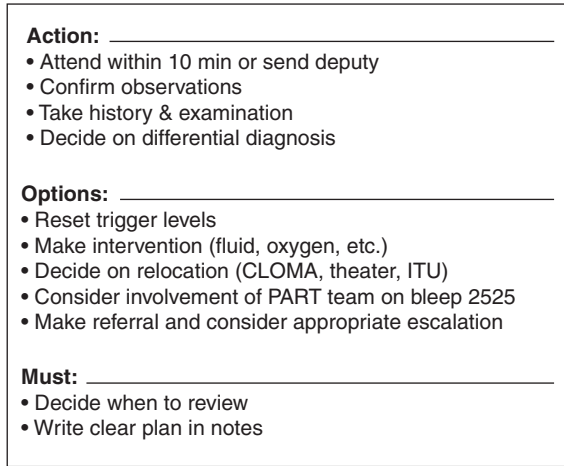 Action:
• Attend within 10 min or send deputy
• Confirm observations
• Take history & examination
• Decide on differential diagnosis
Options:
• Reset trigger levels
• Make intervention (fluid, oxygen, etc.)
• Decide on relocation (CLOMA, theater, ITU)
• Consider involvement of PART team on bleep 2525
• Make referral and consider appropriate escalation
Must:
• Decide when to review
• Write clear plan in notes